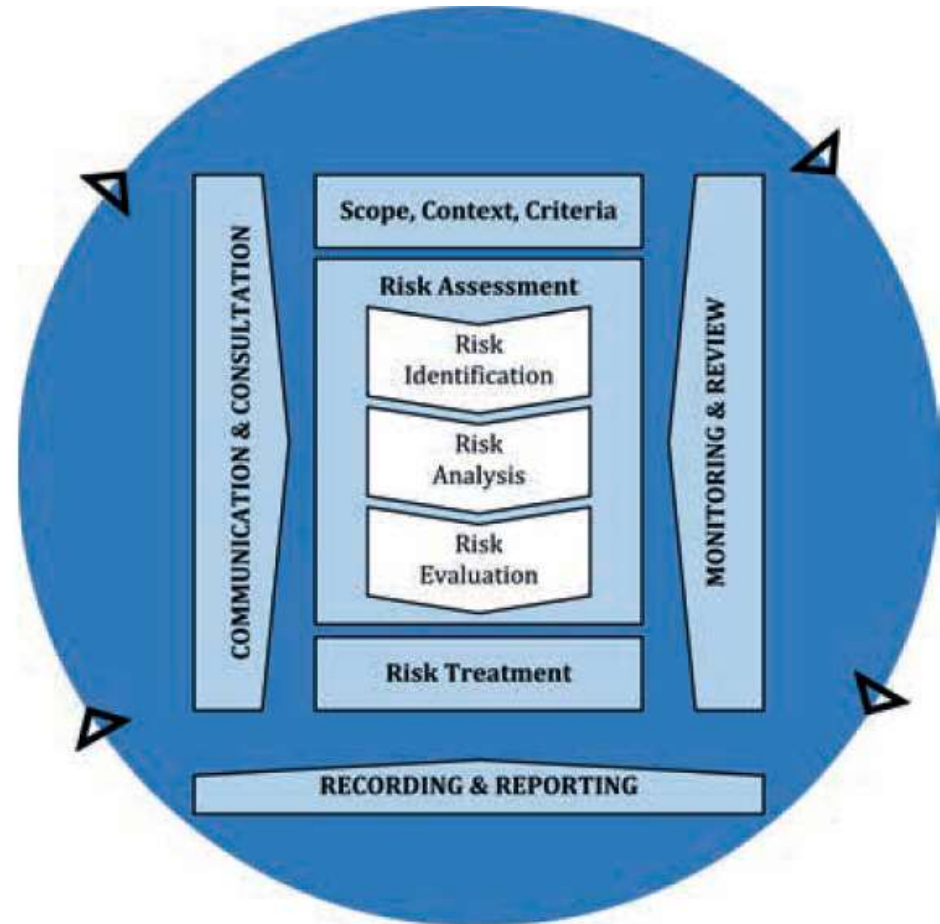 Scope, Context, Criteria
Risk Assessment
Risk
Identification
Risk
Analysis
Risk
Evaluation
Risk Treatment
COMMUNICATION & CONSULTATION
MONITORING & REVIEW
RECORDING & REPORTING